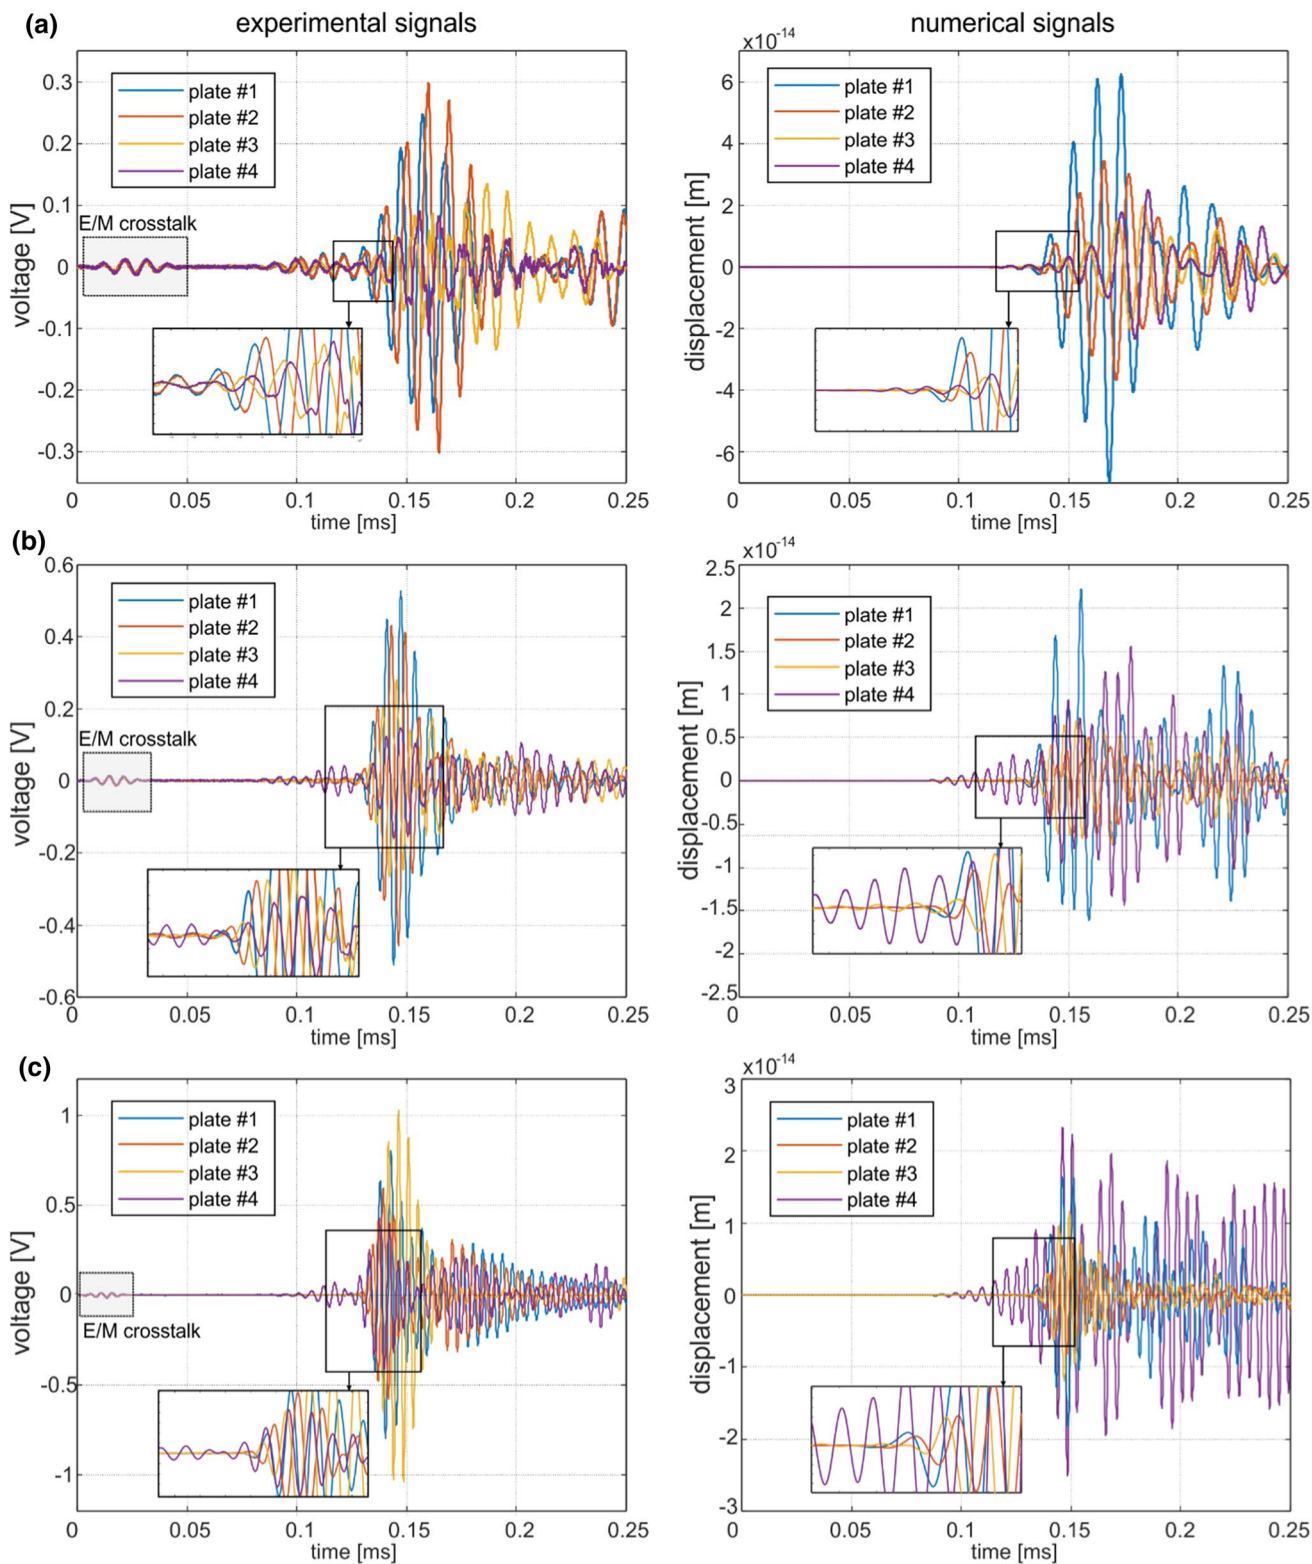 (a)
experimental signals
numerical signals
x10-14
plate #1
plate #2
plate #3
plate #4
E/M crosstalk
voltage [V]
0.3
0.2
0.1
0
-0.1
-0.2
-0.3
0 0.05 0.1 0.15 0.2 0.25
time [ms]
plate #1
plate #2
plate #3
plate #4
displacement [m]
6
4
2
0
-2
-4
-6
0 0.05 0.1 0.15 0.2 0.25
time [ms]
(b)
plate #1
plate #2
plate #3
plate #4
E/M crosstalk
voltage [V]
0.6
0.4
0.2
0
-0.2
-0.4
-0.6
0 0.05 0.1 0.15 0.2 0.25
time [ms]
x10-14
plate #1
plate #2
plate #3
plate #4
displacement [m]
2.5
2
1.5
1
0.5
0
-0.5
-1
-1.5
-2
-2.5
0 0.05 0.1 0.15 0.2 0.25
time [ms]
(c)
plate #1
plate #2
plate #3
plate #4
E/M crosstalk
voltage [V]
1
0.5
0
-0.5
-1
0 0.05 0.1 0.15 0.2 0.25
time [ms]
x10-14
plate #1
plate #2
plate #3
plate #4
displacement [m]
3
2
1
0
-1
-2
-3
0 0.05 0.1 0.15 0.2 0.25
time [ms]